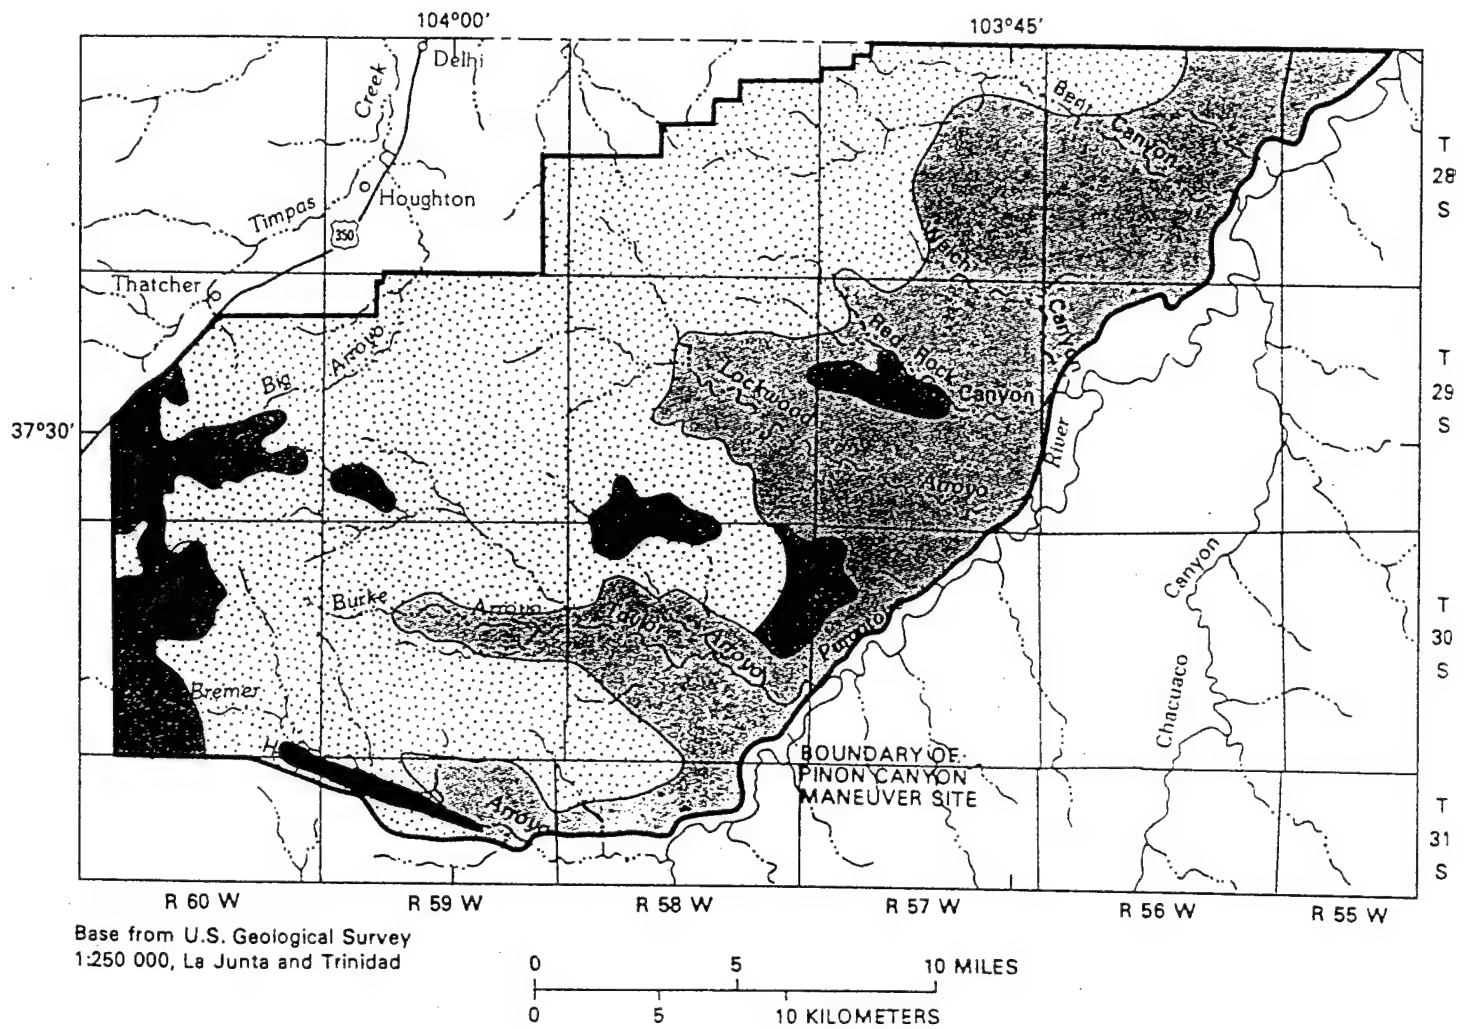 104°00'
103°45'
Delhi
Creek
Bent
Canyon
T
28
S
Houghton
Timpas
350
Welsh
Thatcher
Arroyo
Big
Red Rock
Canyon
Canyon
T
29
S
Lockwood
37°30'
River
Arroyo
Canyon
Burke
Arroyo
Taylor
Arroyo
T
30
S
Bremer
Chacuaco
H
BOUNDARY OF
PINON CANYON
MANEUVER SITE
Arroyo
T
31
S
R 60 W
R 59 W
R 58 W
R 57 W
R 56 W
R 55 W
Base from U.S. Geological Survey
1:250 000, La Junta and Trinidad
0 5 10 MILES
0 5 10 KILOMETERS